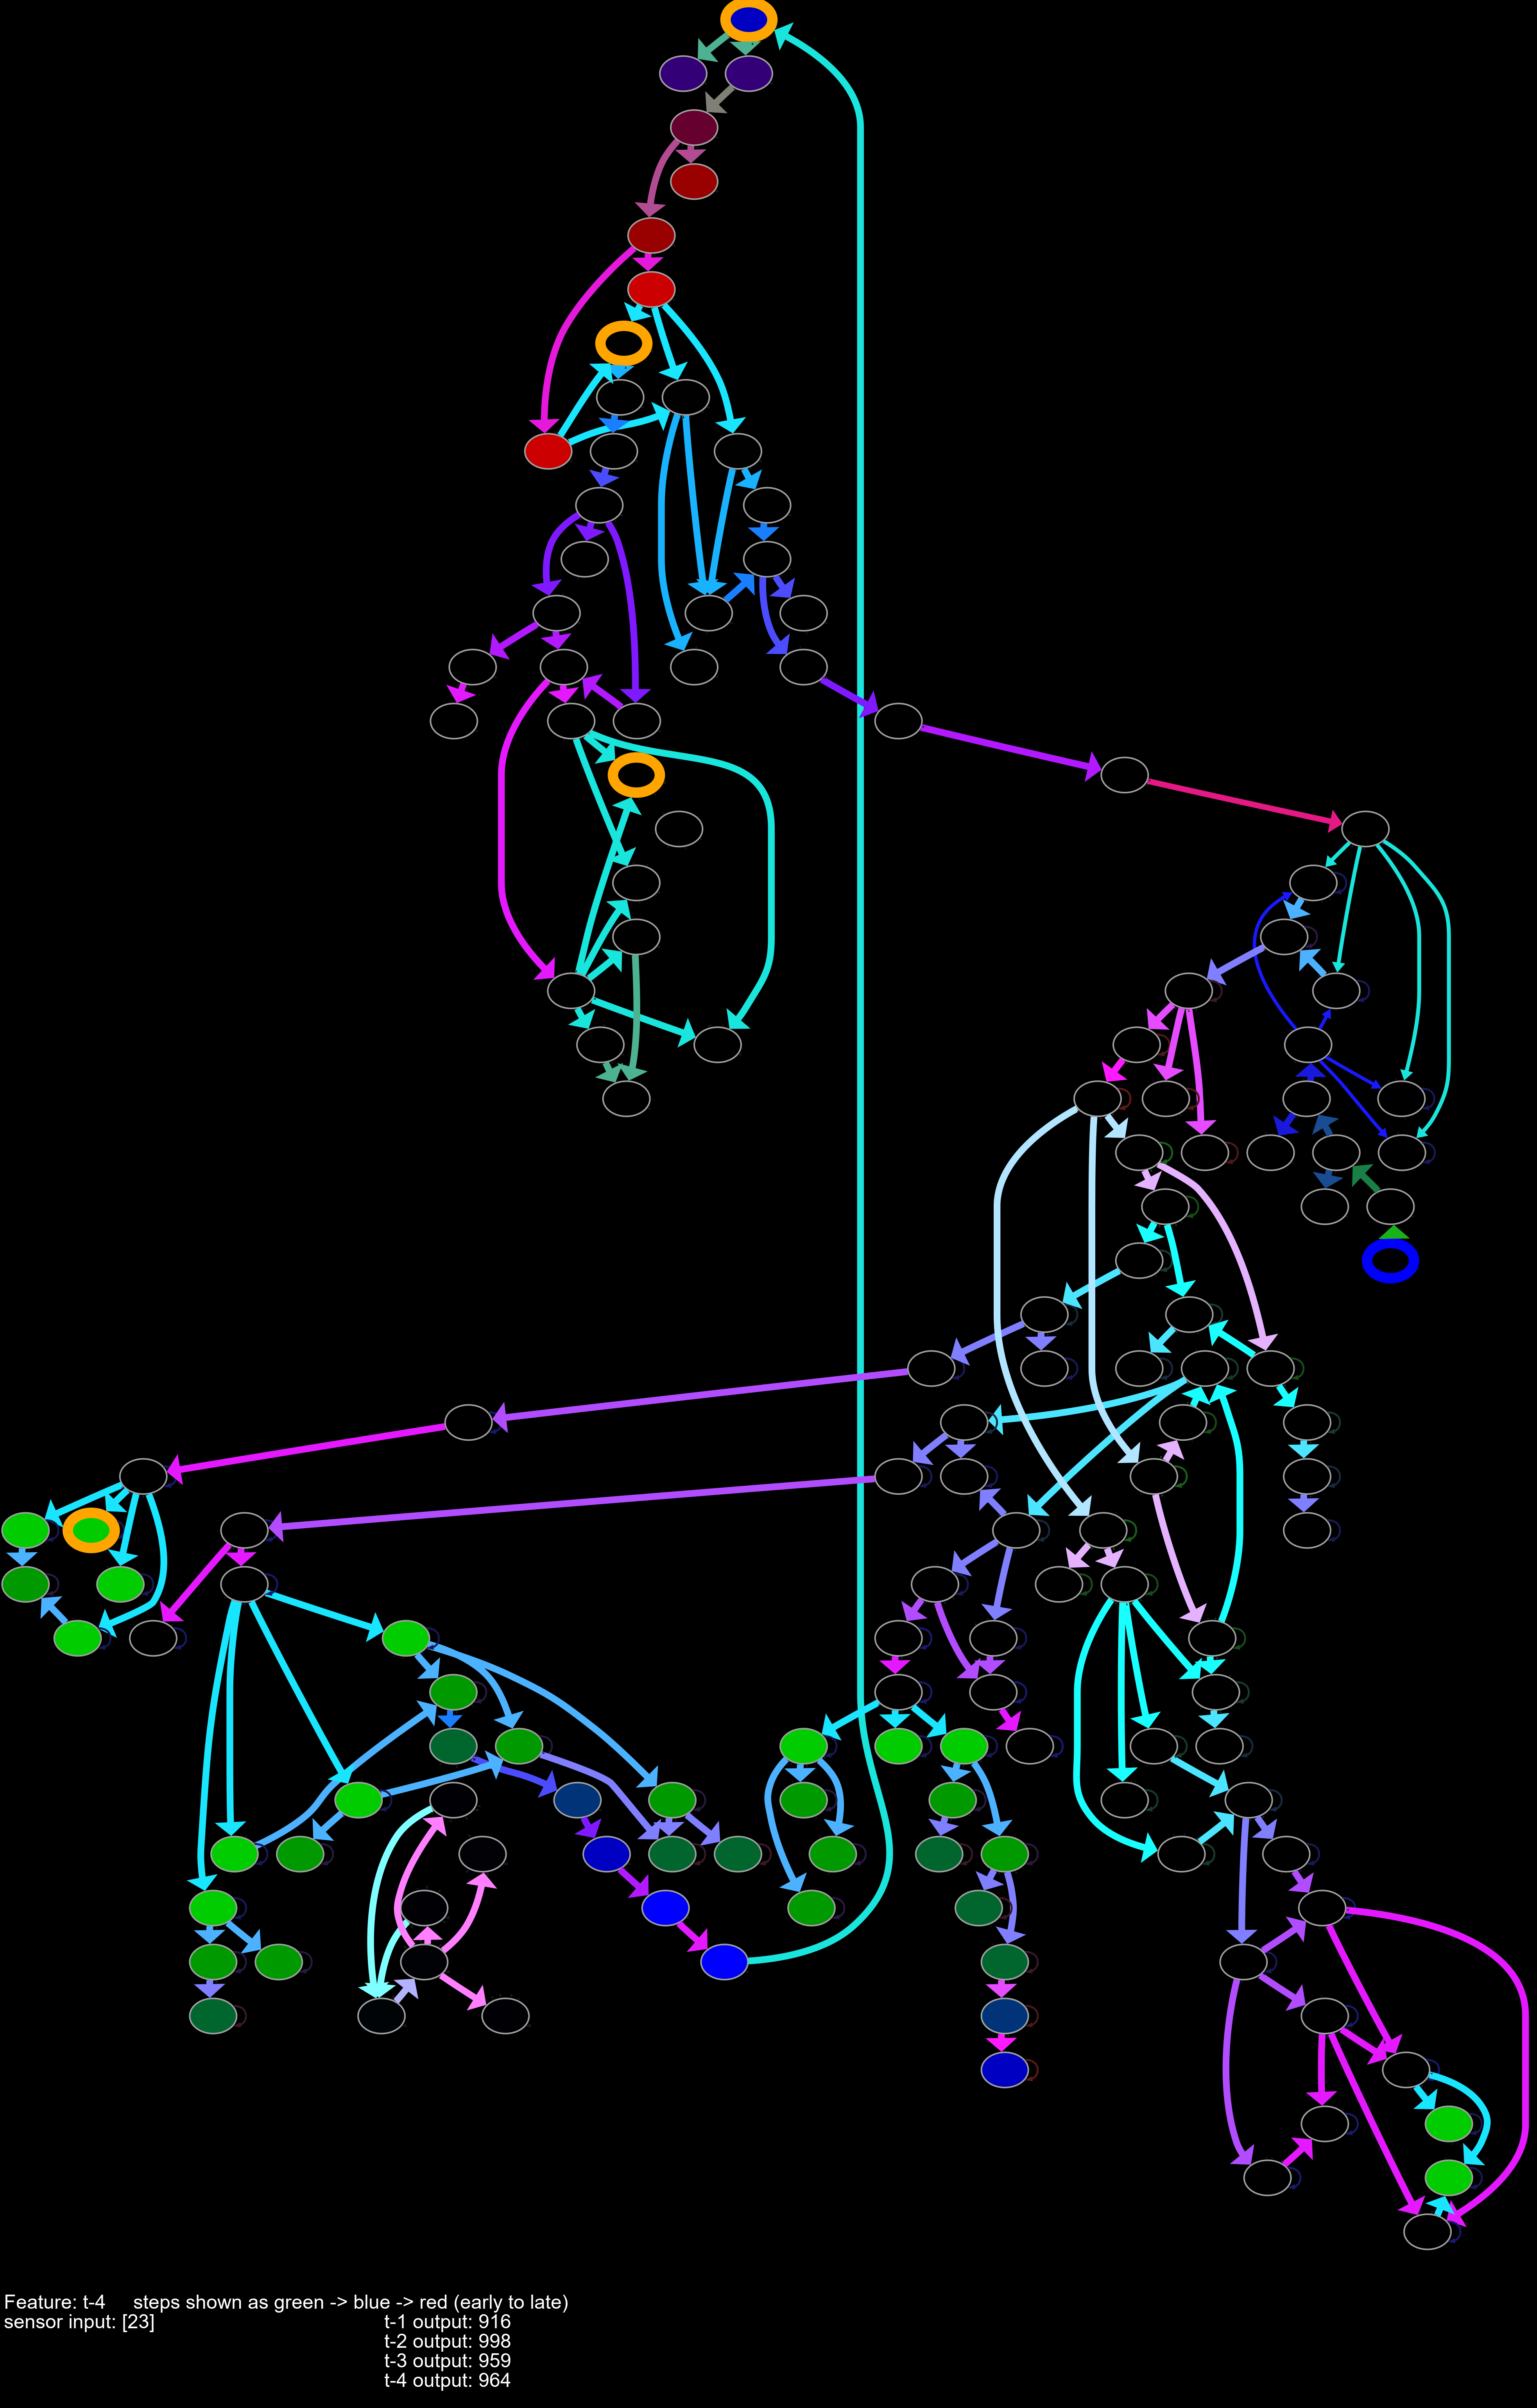 Feature: t-4 steps shown as green -> blue -> red (early to late)
sensor input: [23] t-1 output: 916
t-2 output: 998
t-3 output: 959
t-4 output: 964